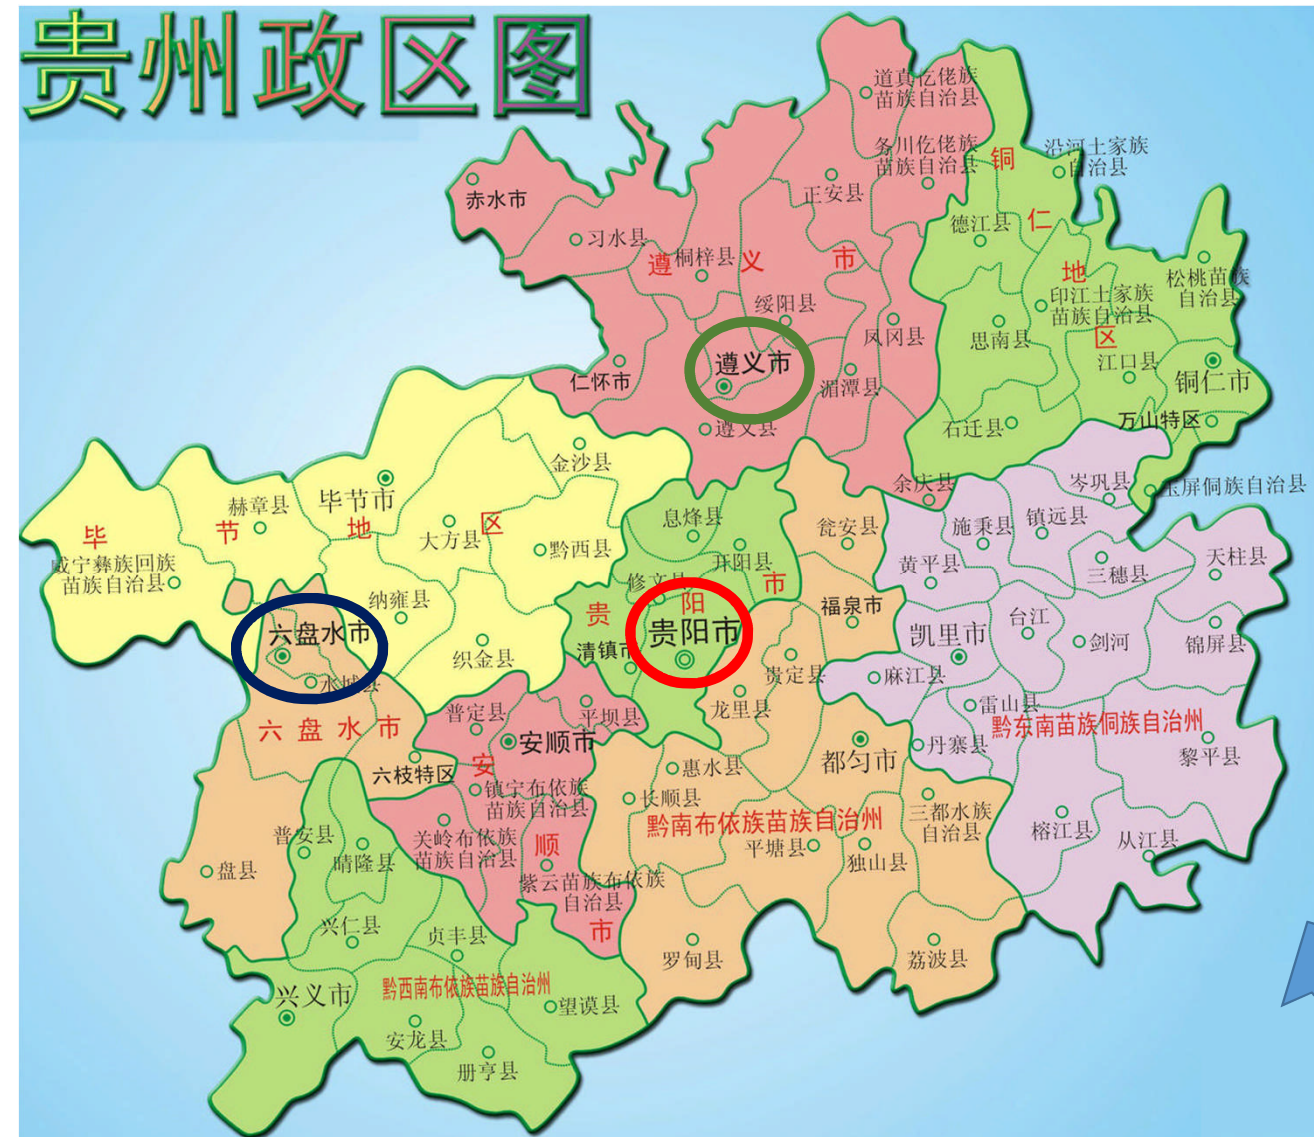 贵州政区图
道真仡佬族
苗族自治县
务川仡佬族
苗族自治县
铜
仁
地
区
沿河土家族
自治县
赤水市
正安县
习水县
遵
义
市
桐梓县
德江县
松桃苗族
自治县
印江土家族
苗族自治县
绥阳县
凤冈县
思南县
江口县
遵义市
仁怀市
湄潭县
铜仁市
遵义县
石迁县
万山特区
金沙县
余庆县
岑巩县
玉屏侗族自治县
赫章县
毕节市
毕
节
地
区
大方县
黔西县
息烽县
瓮安县
施秉县
镇远县
威宁彝族回族
苗族自治县
开阳县
黄平县
三穗县
天柱县
修文县
纳雍县
贵
阳
市
福泉市
台江
六盘水市
贵阳市
凯里市
剑河
锦屏县
织金县
清镇市
水城县
贵定县
麻江县
普定县
平坝县
龙里县
雷山县
六盘水市
安顺市
黔东南苗族侗族自治州
丹寨县
黎平县
六枝特区
安
顺
市
惠水县
都匀市
镇宁布依族
苗族自治县
长顺县
黔南布依族苗族自治州
三都水族
自治县
普安县
晴隆县
关岭布依族
苗族自治县
平塘县
独山县
榕江县
从江县
盘县
紫云苗族布依族
自治县
兴仁县
贞丰县
罗甸县
荔波县
兴义市
黔西南布依族苗族自治州
望谟县
安龙县
册亨县